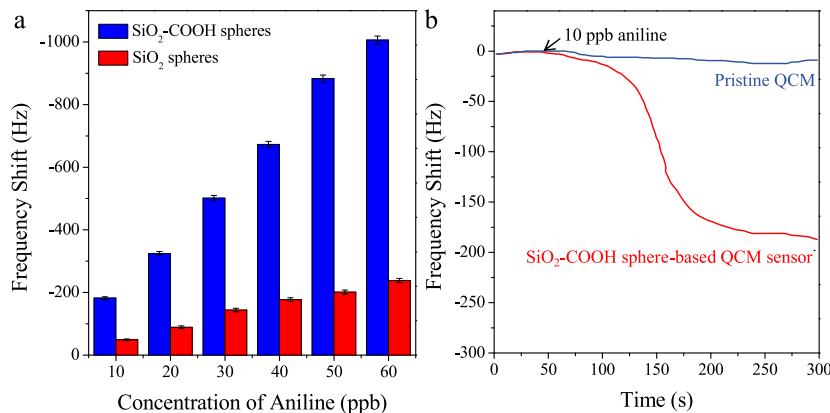 a
SiO₂-COOH spheres
SiO₂ spheres
-1000
-800
-600
-400
-200
0
Frequency Shift (Hz)
10 20 30 40 50 60
Concentration of Aniline (ppb)
b
10 ppb aniline
Pristine QCM
SiO₂-COOH sphere-based QCM sensor
0
-50
-100
-150
-200
-250
-300
Frequency Shift (Hz)
0 50 100 150 200 250 300
Time (s)